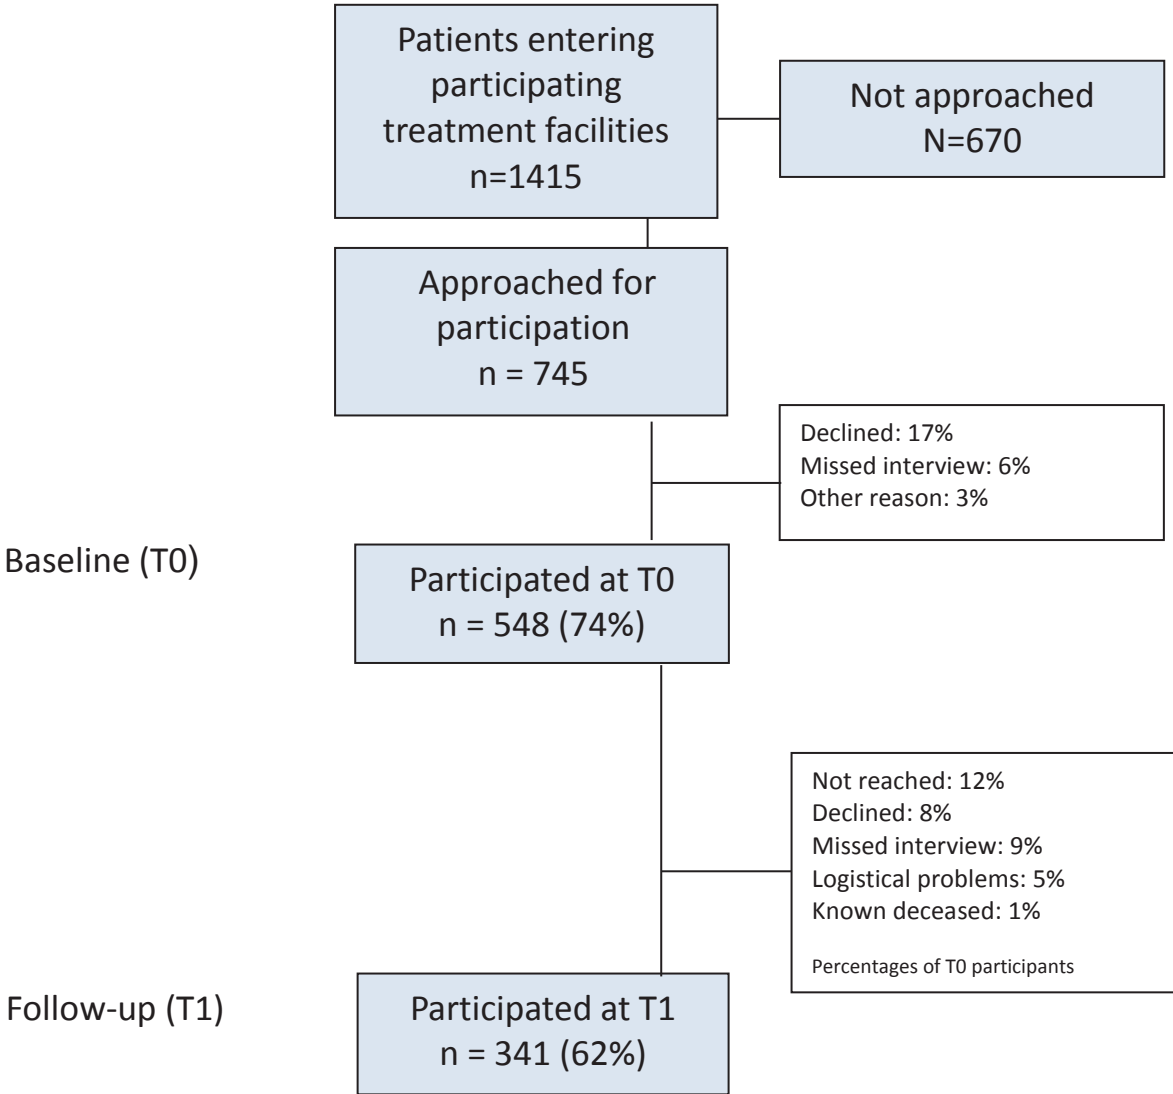 Patients entering
participating
treatment facilities
n=1415
Not approached
N=670
Approached for
participation
n = 745
Declined: 17%
Missed interview: 6%
Other reason: 3%
Baseline (T0)
Participated at T0
n = 548 (74%)
Not reached: 12%
Declined: 8%
Missed interview: 9%
Logistical problems: 5%
Known deceased: 1%
Percentages of T0 participants
Follow-up (T1)
Participated at T1
n = 341 (62%)